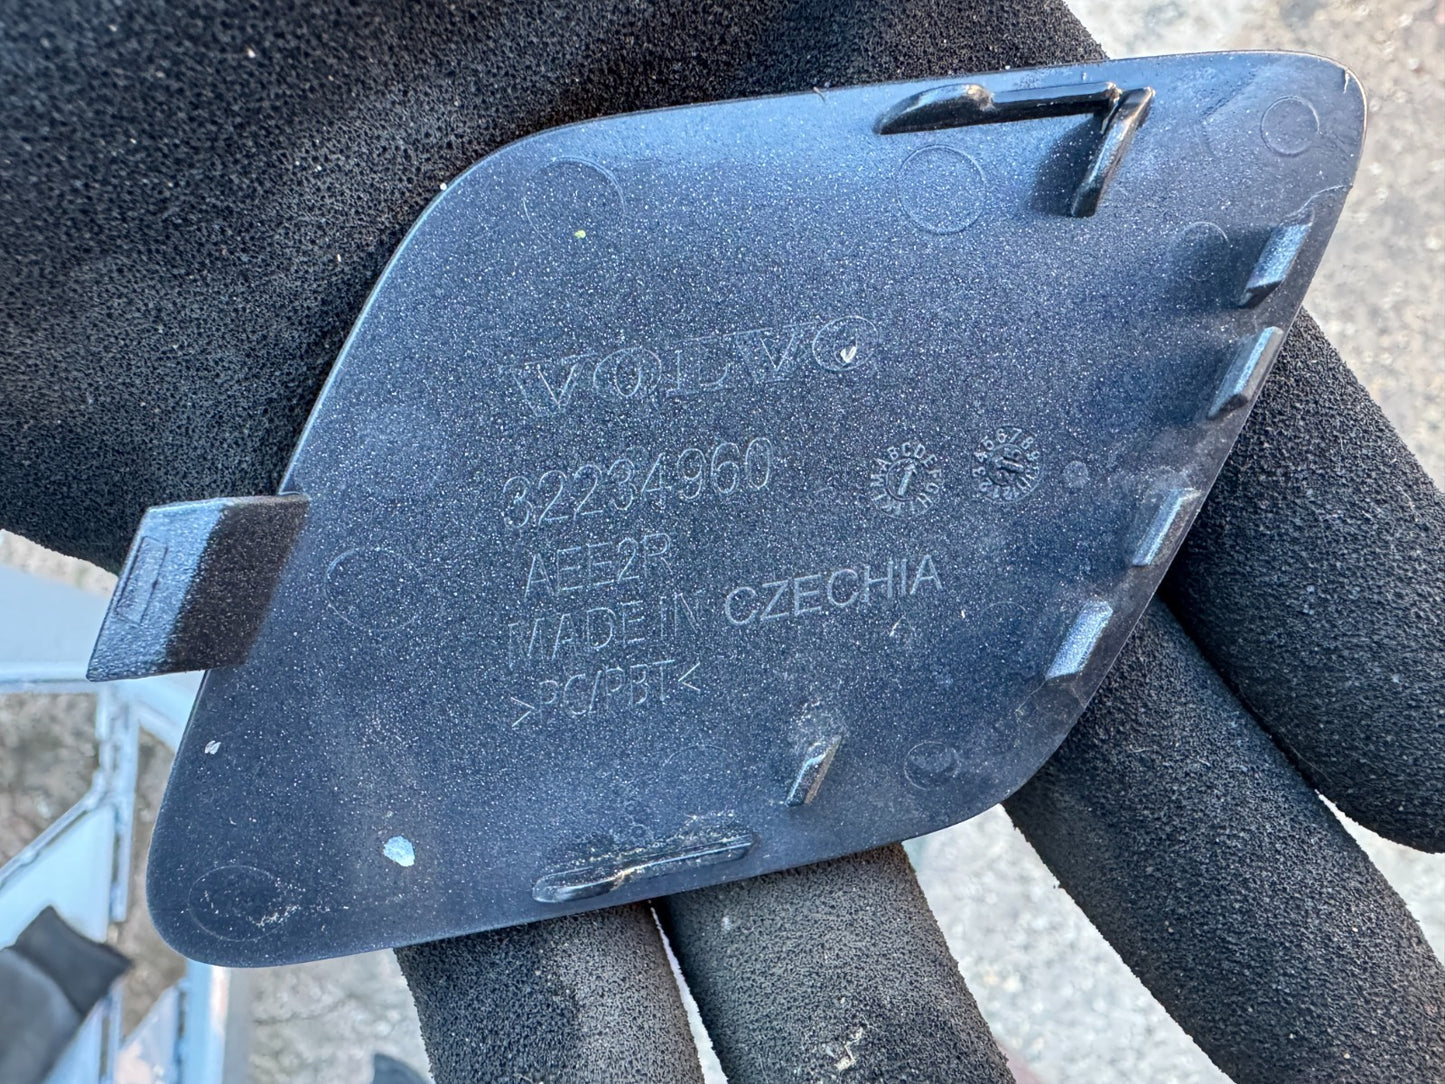 VOLVO
32234960
AEE2R
MADE IN CZECHIA
>PC/PBT<